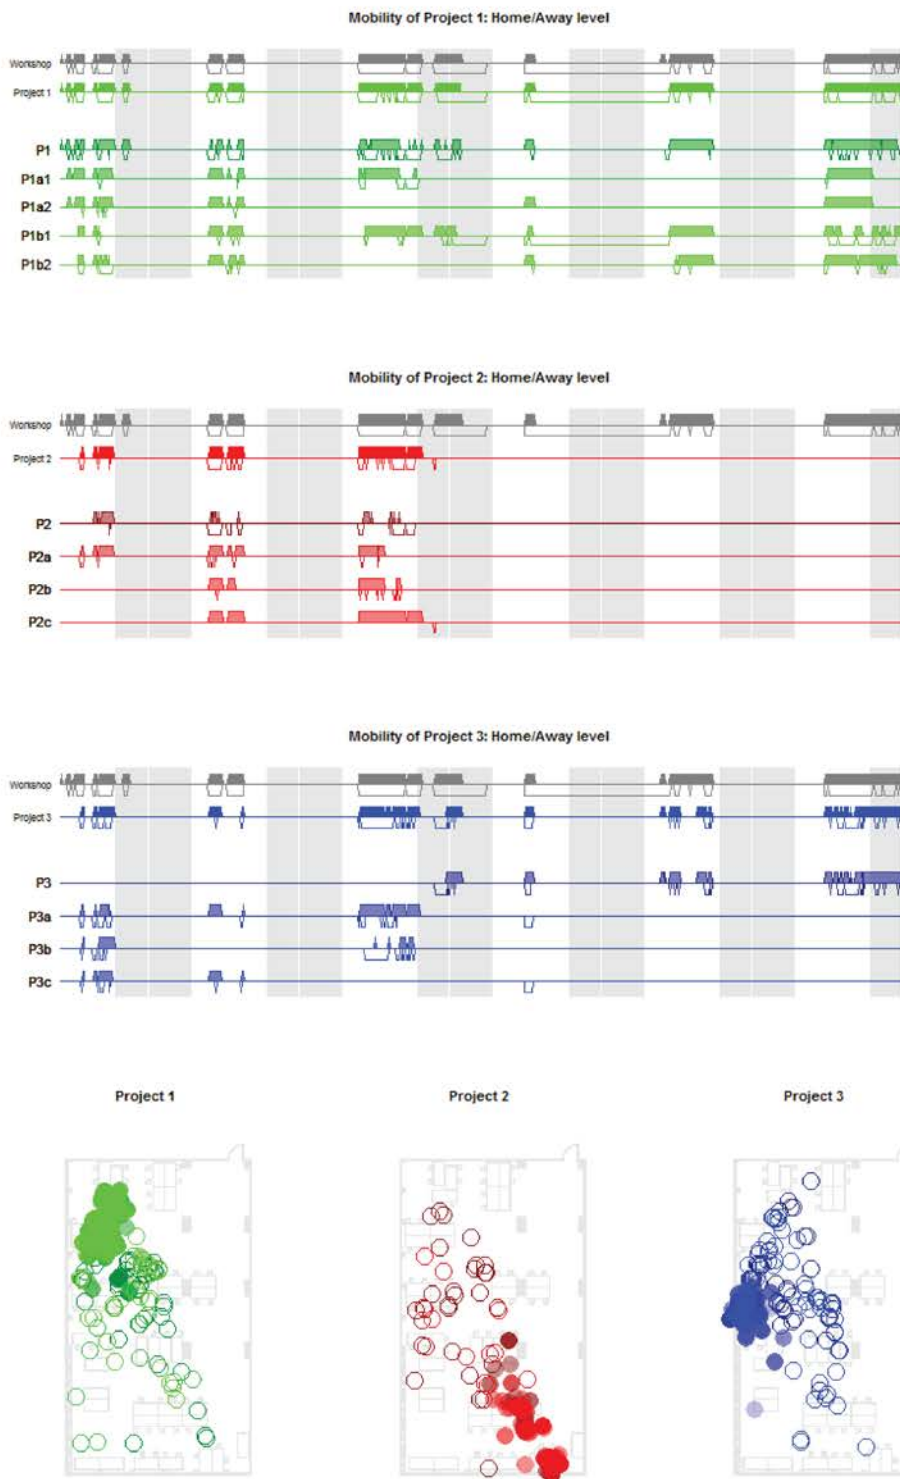 Mobility of Project 1: Home/Away level
Workshop
Project 1
P1
P1a1
P1a2
P1b1
P1b2
Mobility of Project 2: Home/Away level
Workshop
Project 2
P2
P2a
P2b
P2c
Mobility of Project 3: Home/Away level
Workshop
Project 3
P3
P3a
P3b
P3c
Project 1 Project 2 Project 3